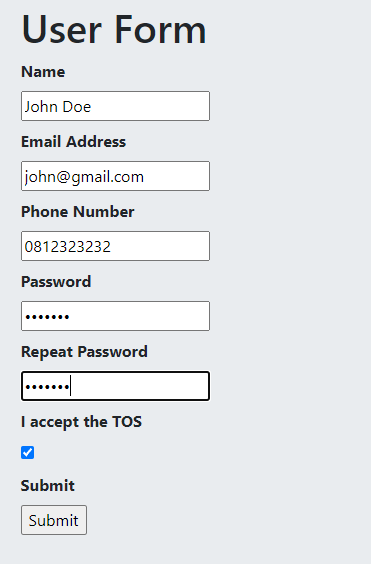 User Form
Name
John Doe
Email Address
john@gmail.com
Phone Number
0812323232
Password
•••••••
Repeat Password
•••••••
I accept the TOS
Submit
Submit